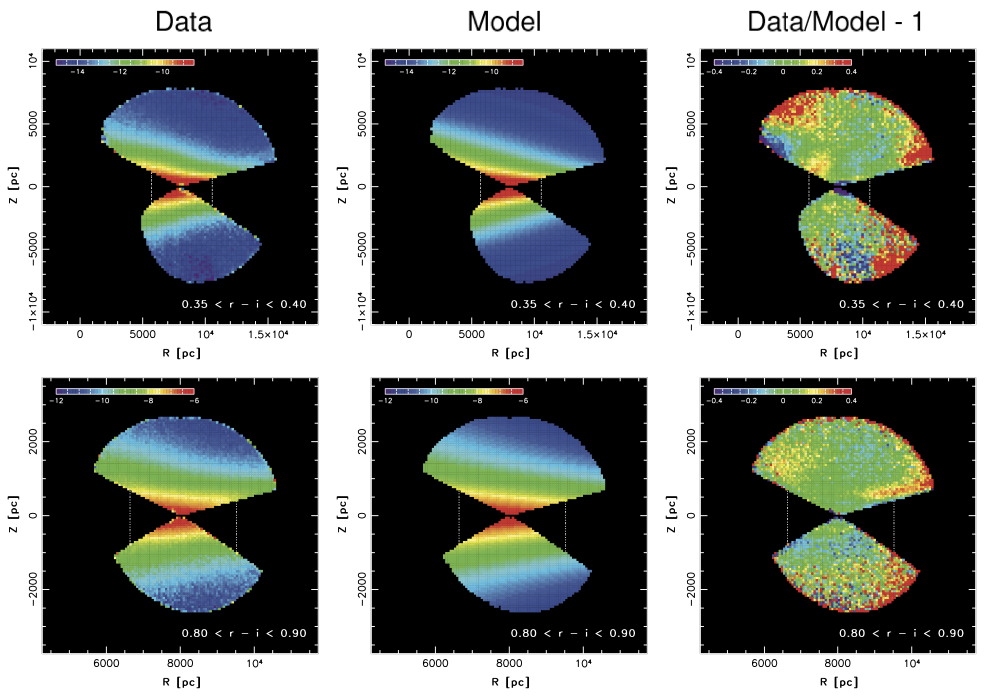 Data Model Data/Model - 1
−14 −12 −10
−14 −12 −10
−0.4 −0.2 0 0.2 0.4
10⁴
5000
0
−5000
−1×10⁴
Z [pc]
0.35 < r − i < 0.40
0 5000 10⁴ 1.5×10⁴
R [pc]
10⁴
5000
0
−5000
−1×10⁴
Z [pc]
0.35 < r − i < 0.40
0 5000 10⁴ 1.5×10⁴
R [pc]
10⁴
5000
0
−5000
−1×10⁴
Z [pc]
0.35 < r − i < 0.40
0 5000 10⁴ 1.5×10⁴
R [pc]
−12 −10 −8 −6
−12 −10 −8 −6
−0.4 −0.2 0 0.2 0.4
2000
0
−2000
Z [pc]
0.80 < r − i < 0.90
6000 8000 10⁴
R [pc]
2000
0
−2000
Z [pc]
0.80 < r − i < 0.90
6000 8000 10⁴
R [pc]
2000
0
−2000
Z [pc]
0.80 < r − i < 0.90
6000 8000 10⁴
R [pc]